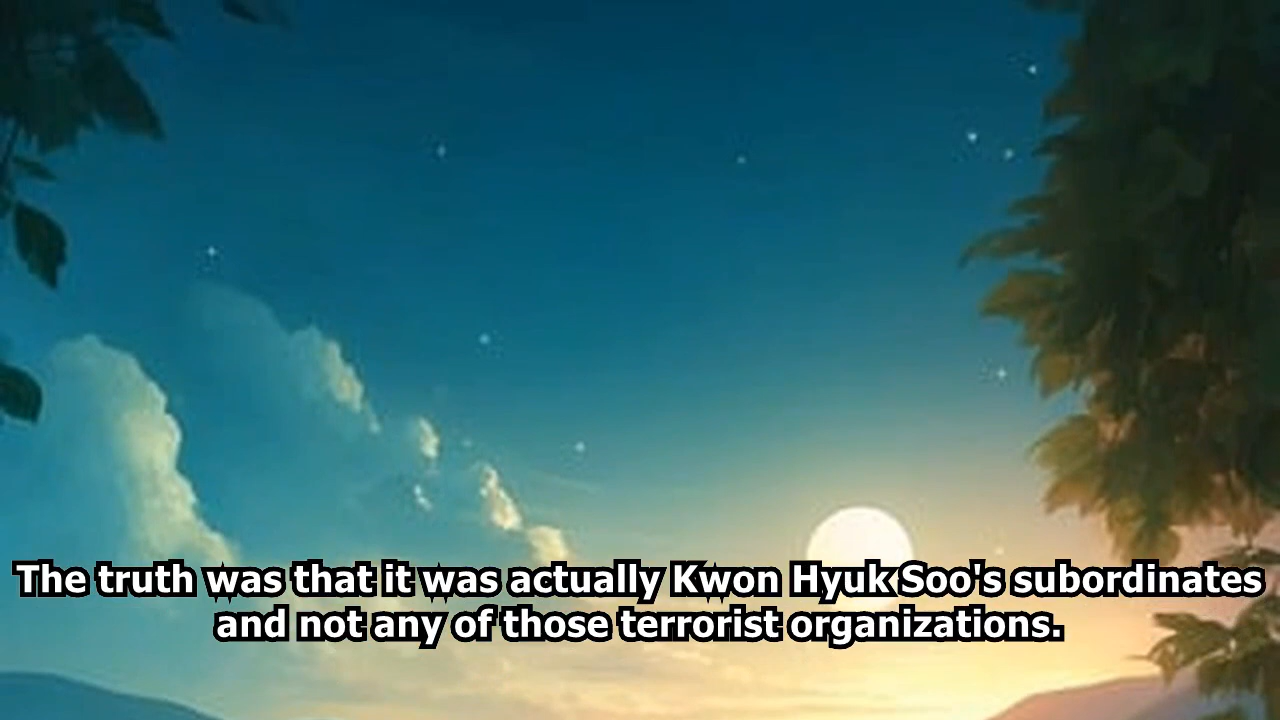 The truth was that it was actually Kwon Hyuk Soo's subordinates
and not any of those terrorist organizations.